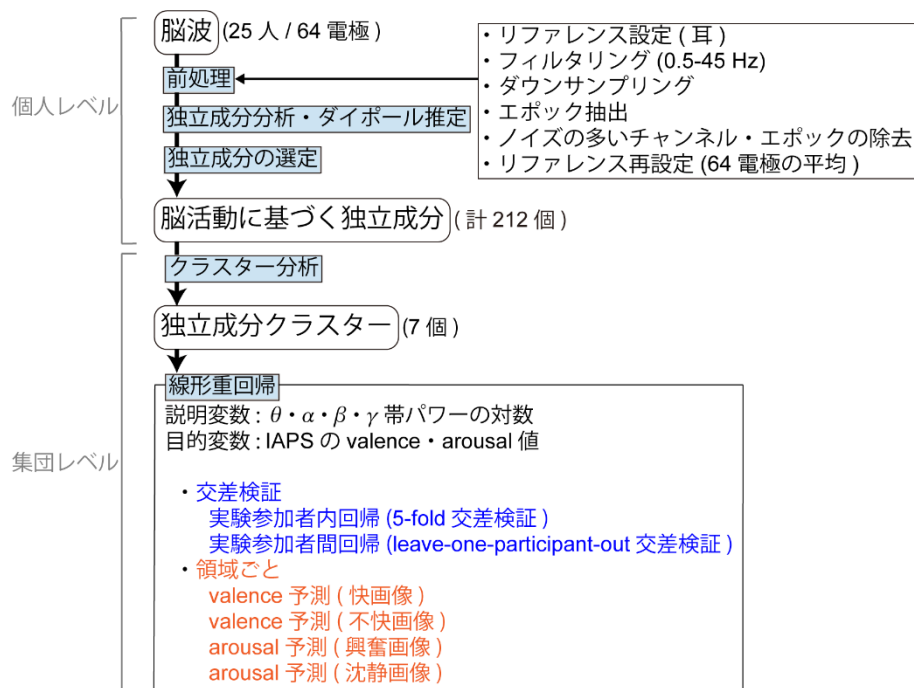 脳波 (25 人 / 64 電極 )
前処理
独立成分分析・ダイポール推定
独立成分の選定
脳活動に基づく独立成分 ( 計 212 個 )
・リファレンス設定 ( 耳 )
・フィルタリング (0.5-45 Hz)
・ダウンサンプリング
・エポック抽出
・ノイズの多いチャンネル・エポックの除去
・リファレンス再設定 (64 電極の平均 )
個人レベル
クラスター分析
独立成分クラスター (7 個 )
線形重回帰
説明変数 : θ・α・β・γ 帯パワーの対数
目的変数 : IAPS の valence・arousal 値
集団レベル
・交差検証
実験参加者内回帰 (5-fold 交差検証 )
実験参加者間回帰 (leave-one-participant-out 交差検証 )
・領域ごと
valence 予測 ( 快画像 )
valence 予測 ( 不快画像 )
arousal 予測 ( 興奮画像 )
arousal 予測 ( 沈静画像 )